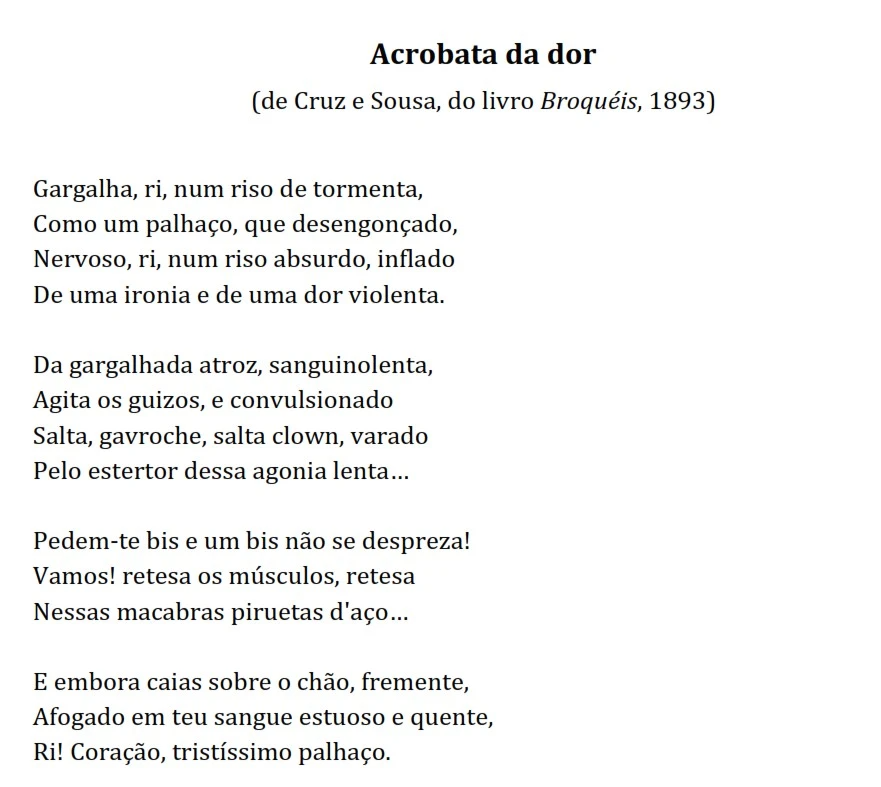 Acrobata da dor
(de Cruz e Sousa, do livro Broquéis, 1893)
Gargalha, ri, num riso de tormenta,
Como um palhaço, que desengonçado,
Nervoso, ri, num riso absurdo, inflado
De uma ironia e de uma dor violenta.
Da gargalhada atroz, sanguinolenta,
Agita os guizos, e convulsionado
Salta, gavroche, salta clown, varado
Pelo estertor dessa agonia lenta...
Pedem-te bis e um bis não se despreza!
Vamos! retesa os músculos, retesa
Nessas macabras piruetas d'aço...
E embora caias sobre o chão, fremente,
Afogado em teu sangue estuoso e quente,
Ri! Coração, tristíssimo palhaço.